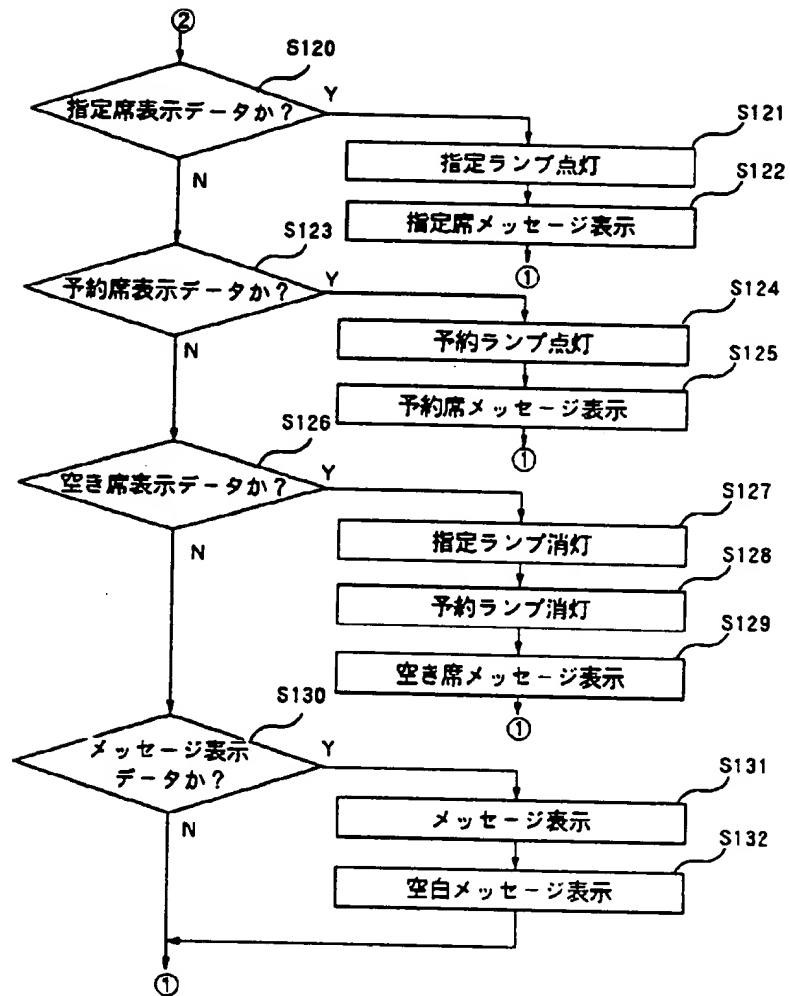 ②
S120
指定席表示データか？
Y
N
S121
指定ランプ点灯
S122
指定席メッセージ表示
①
S123
予約席表示データか？
Y
N
S124
予約ランプ点灯
S125
予約席メッセージ表示
①
S126
空き席表示データか？
Y
N
S127
指定ランプ消灯
S128
予約ランプ消灯
S129
空き席メッセージ表示
①
S130
メッセージ表示
データか？
Y
N
S131
メッセージ表示
S132
空白メッセージ表示
①